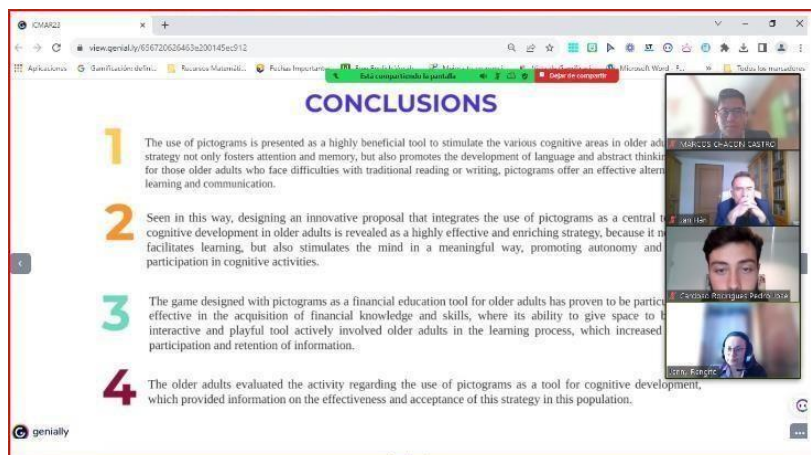 ICMAR23
view.genial.ly/656720626463e200145ec912
Aplicaciones
Gamificación: defini...
Recursos Matemáti...
Fechas Importante
Microsoft Word - F...
Todos los marcadores
Está compartiendo la pantalla
Dejar de compartir
CONCLUSIONS
1
The use of pictograms is presented as a highly beneficial tool to stimulate the various cognitive areas in older adu
strategy not only fosters attention and memory, but also promotes the development of language and abstract thinkin
for those older adults who face difficulties with traditional reading or writing, pictograms offer an effective altern
learning and communication.
2
Seen in this way, designing an innovative proposal that integrates the use of pictograms as a central t
cognitive development in older adults is revealed as a highly effective and enriching strategy, because it n
facilitates learning, but also stimulates the mind in a meaningful way, promoting autonomy and
participation in cognitive activities.
3
The game designed with pictograms as a financial education tool for older adults has proven to be particu
effective in the acquisition of financial knowledge and skills, where its ability to give space to b
interactive and playful tool actively involved older adults in the learning process, which increased
participation and retention of information.
4
The older adults evaluated the activity regarding the use of pictograms as a tool for cognitive development,
which provided information on the effectiveness and acceptance of this strategy in this population.
MARCOS CHACON CASTRO
Cardoso Rodrigues Pedro
genially